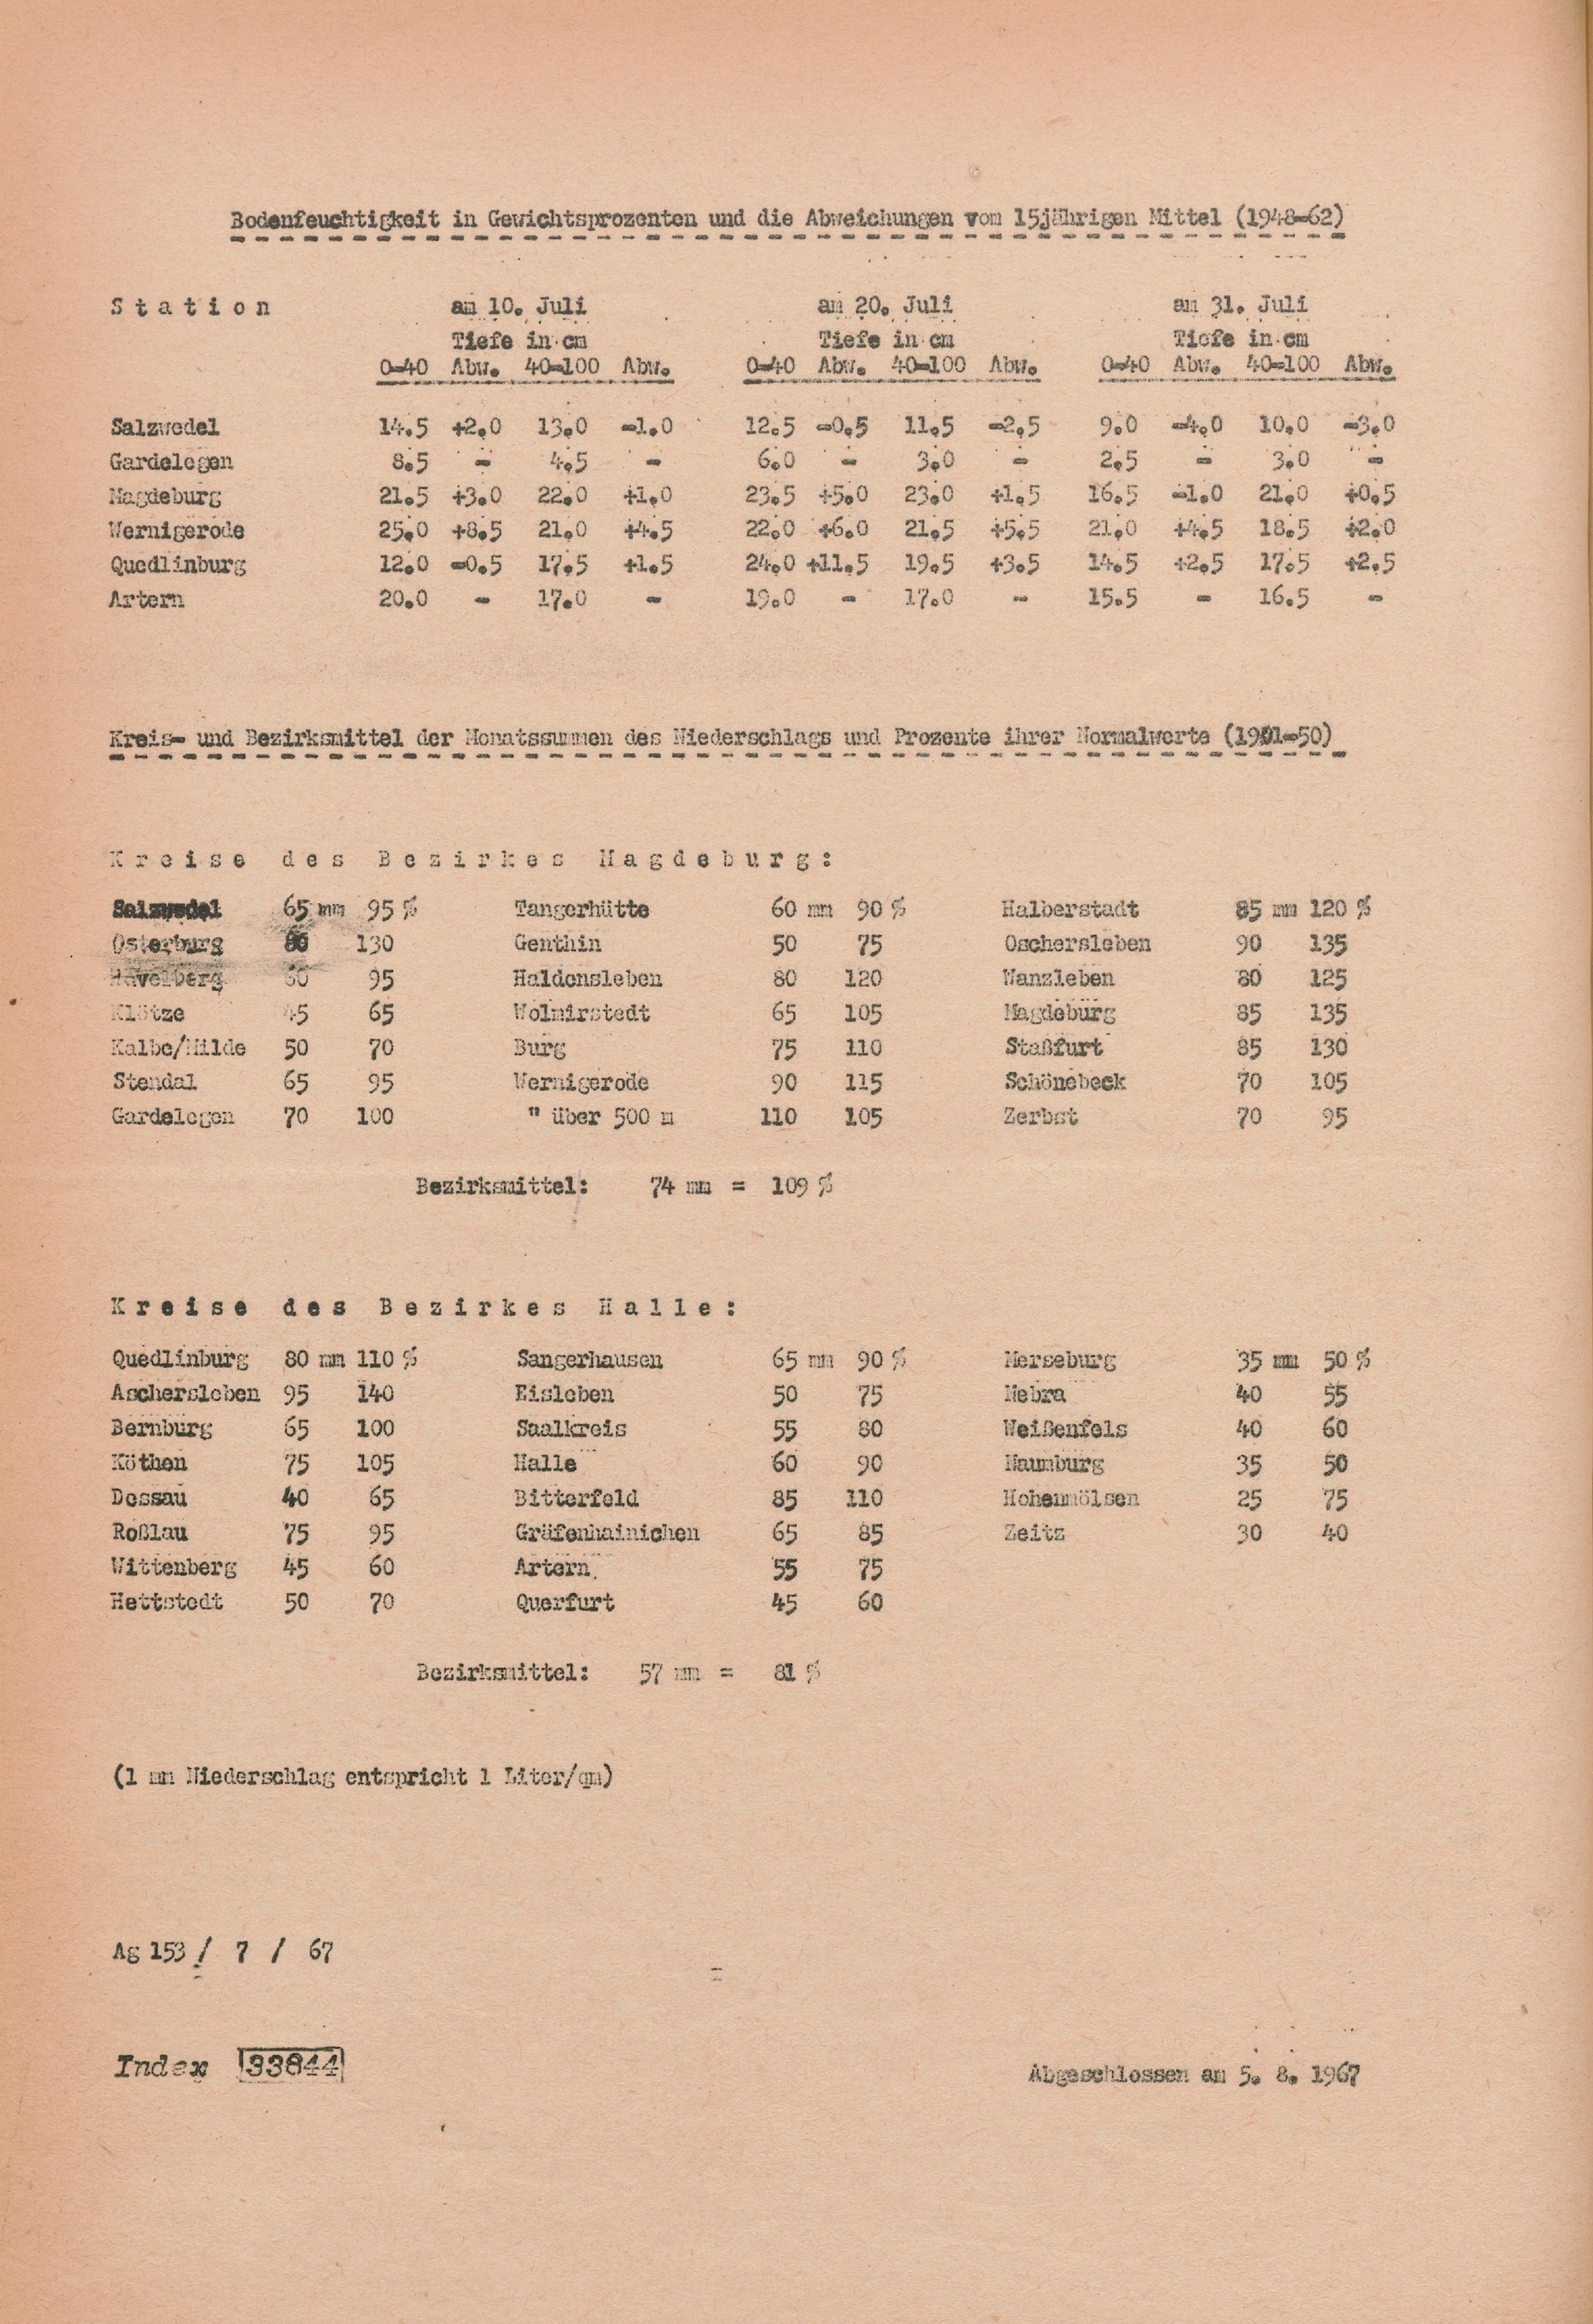 Bodenfeuchtigkeit in Gewichtsprozenten und die Abweichungen vom 15jährigen Mittel (1948-62)
Station am 10. Juli am 20. Juli am 31. Juli
Tiefe in cm Tiefe in cm Tiefe in cm
0-40 Abw. 40-100 Abw. 0-40 Abw. 40-100 Abw. 0-40 Abw. 40-100 Abw.
Salzwedel 14.5 +2.0 13.0 -1.0 12.5 -0.5 11.5 -2.5 9.0 -4.0 10.0 -3.0
Gardelegen 8.5 - 4.5 - 6.0 - 3.0 - 2.5 - 3.0 -
Magdeburg 21.5 +3.0 22.0 +1.0 23.5 +5.0 23.0 +1.5 16.5 -1.0 21.0 +0.5
Wernigerode 25.0 +8.5 21.0 +4.5 22.0 +6.0 21.5 +5.5 21.0 +4.5 18.5 +2.0
Quedlinburg 12.0 -0.5 17.5 +1.5 24.0 +11.5 19.5 +3.5 14.5 +2.5 17.5 +2.5
Artern 20.0 - 17.0 - 19.0 - 17.0 - 15.5 - 16.5 -
Kreis- und Bezirksmittel der Monatssummen des Niederschlags und Prozente ihrer Normalwerte (1901-50)
Kreise des Bezirkes Magdeburg:
Salzwedel 65 mm 95 % Tangerhütte 60 mm 90 % Halberstadt 85 mm 120 %
Osterburg 80 130 Genthin 50 75 Oschersleben 90 135
Havelberg 60 95 Haldensleben 80 120 Wanzleben 80 125
Klötze 45 65 Wolmirstedt 65 105 Magdeburg 85 135
Kalbe/Milde 50 70 Burg 75 110 Staßfurt 85 130
Stendal 65 95 Wernigerode 90 115 Schönebeck 70 105
Gardelegen 70 100 " über 500 m 110 105 Zerbst 70 95
Bezirksmittel: 74 mm = 109 %
Kreise des Bezirkes Halle:
Quedlinburg 80 mm 110 % Sangerhausen 65 mm 90 % Merseburg 35 mm 50 %
Aschersleben 95 140 Eisleben 50 75 Nebra 40 55
Bernburg 65 100 Saalkreis 55 80 Weißenfels 40 60
Köthen 75 105 Halle 60 90 Naumburg 35 50
Dessau 40 65 Bitterfeld 85 110 Hohenmölsen 25 75
Roßlau 75 95 Gräfenhainichen 65 85 Zeitz 30 40
Wittenberg 45 60 Artern 55 75
Hettstedt 50 70 Querfurt 45 60
Bezirksmittel: 57 mm = 81 %
(1 mm Niederschlag entspricht 1 Liter/qm)
Ag 153 / 7 / 67
Index 33844
Abgeschlossen am 5. 8. 1967